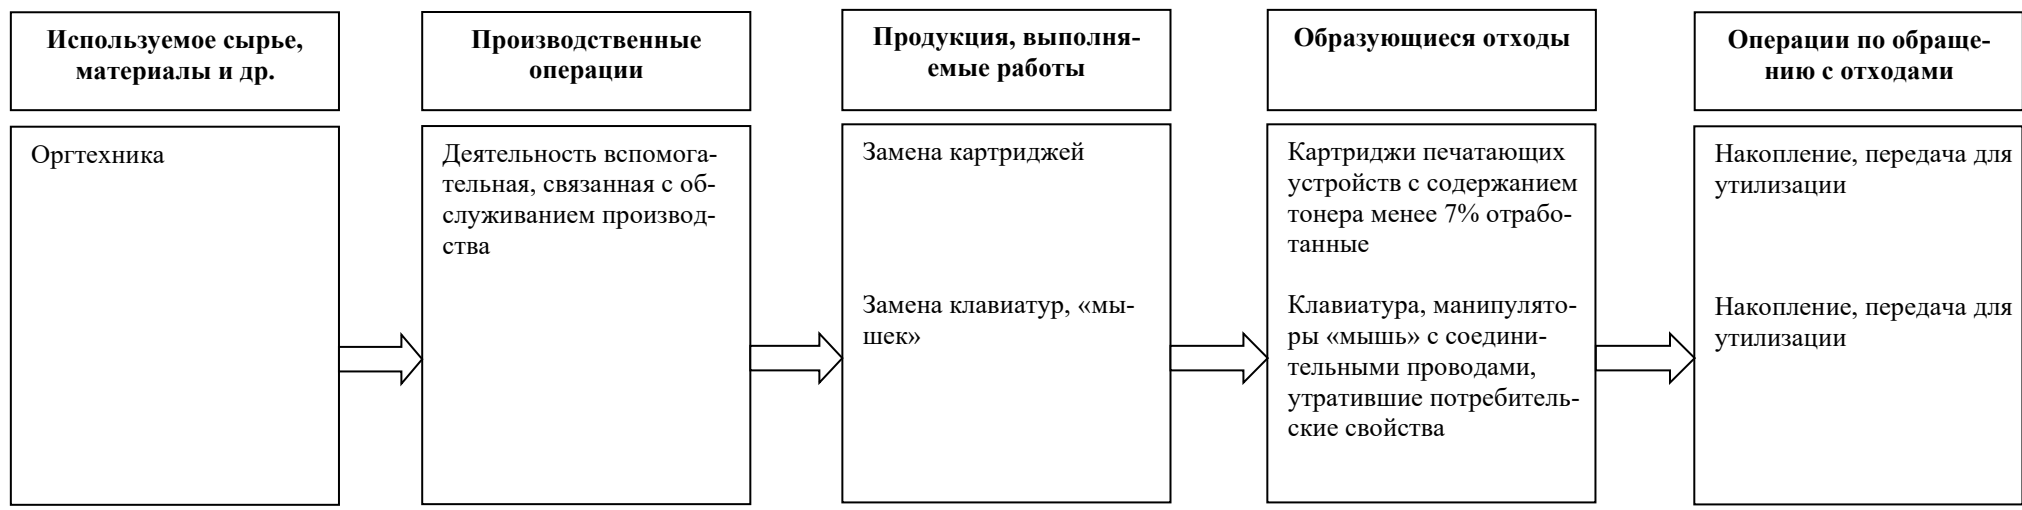 Используемое сырье,
материалы и др.
Производственные
операции
Продукция, выполня-
емые работы
Образующиеся отходы
Операции по обраще-
нию с отходами
Оргтехника
Деятельность вспомога-
тельная, связанная с об-
служиванием производ-
ства
Замена картриджей
Замена клавиатур, «мы-
шек»
Картриджи печатающих
устройств с содержанием
тонера менее 7% отрабо-
танные
Клавиатура, манипулято-
ры «мышь» с соедини-
тельными проводами,
утратившие потребитель-
ские свойства
Накопление, передача для
утилизации
Накопление, передача для
утилизации